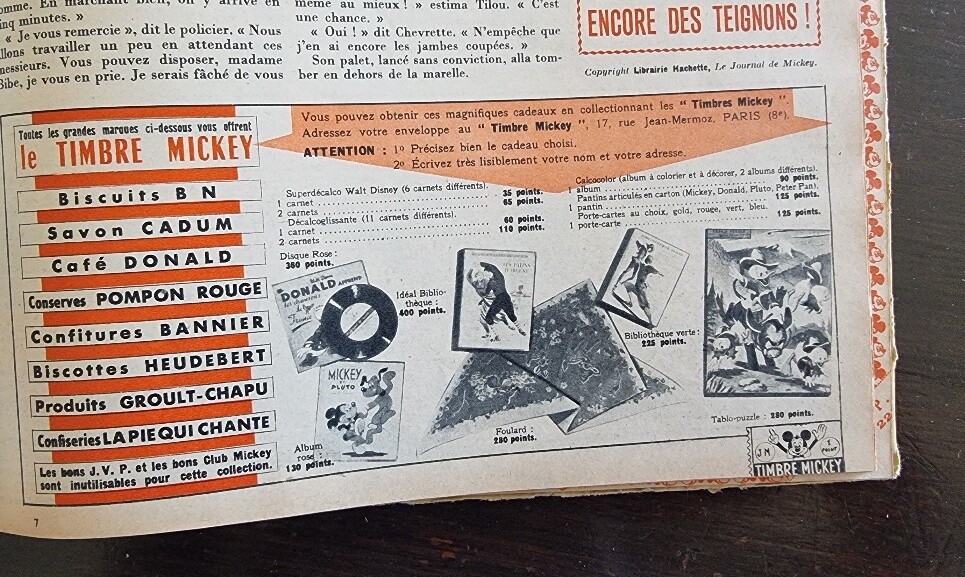 omme. En marchant bien, on y arrive en
inq minutes. »
« Je vous remercie », dit le policier. « Nous
allons travailler un peu en attendant ces
messieurs. Vous pouvez disposer, madame
Bibe, je vous en prie. Je serais fâché de vous
même au mieux ! » estima Tilou. « C'est
une chance. »
« Oui ! » dit Chevrette. « N'empêche que
j'en ai encore les jambes coupées. »
Son palet, lancé sans conviction, alla tom-
ber en dehors de la marelle.
ENCORE DES TEIGNONS !
Copyright Librairie Hachette, Le Journal de Mickey.
Toutes les grandes marques ci-dessous vous offrent
le TIMBRE MICKEY
Biscuits B N
Savon CADUM
Café DONALD
Conserves POMPON ROUGE
Confitures BANNIER
Biscottes HEUDEBERT
Produits GROULT-CHAPU
Confiseries LA PIE QUI CHANTE
Les bons J. V. P. et les bons Club Mickey
sont inutilisables pour cette collection.
Vous pouvez obtenir ces magnifiques cadeaux en collectionnant les " Timbres Mickey ".
Adressez votre enveloppe au " Timbre Mickey ", 17, rue Jean-Mermoz, PARIS (8e).
ATTENTION : 1o Précisez bien le cadeau choisi.
2o Écrivez très lisiblement votre nom et votre adresse.
Superdécalco Walt Disney (6 carnets différents).
1 carnet 35 points.
2 carnets 65 points.
Décalcoglissante (11 carnets différents).
1 carnet 60 points.
2 carnets 110 points.
Calcocolor (album à colorier et à décorer, 2 albums différents).
1 album 90 points.
Pantins articulés en carton (Mickey, Donald, Pluto, Peter Pan).
1 pantin 125 points.
Porte-cartes au choix, gold, rouge, vert, bleu.
1 porte-carte 125 points.
Disque Rose :
360 points.
DONALD APPREND
Idéal Biblio-
thèque :
400 points.
LES PATINS
D'ARGENT
Bibliothèque verte :
225 points.
MICKEY
ET
PLUTO
Album
rose :
130 points.
Foulard :
280 points.
Tablo-puzzle : 280 points.
J M
1
POINT
TIMBRE MICKEY
7